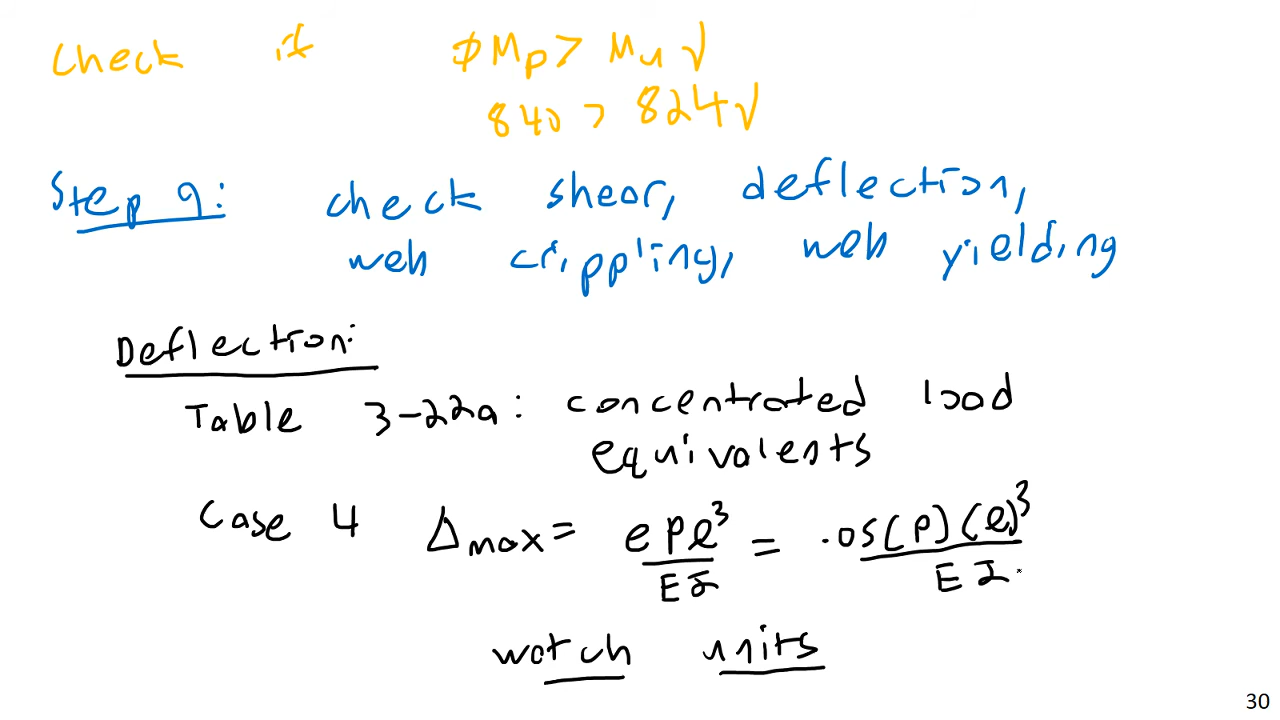 Check if φMp > Mu √
840 > 824 √
Step 9: check shear, deflection,
web crippling, web yielding
Deflection:
Table 3-22a: concentrated load
equivalents
Case 4 Δmax = ePl³/EI = .05(P)(l)³/EI
watch units
30